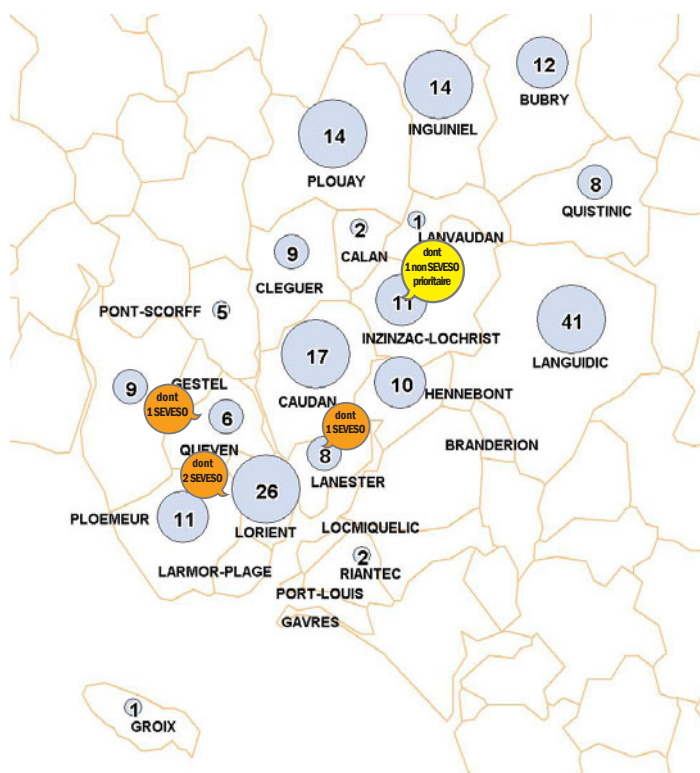 12
BUBRY
14
INGUINIEL
14
PLOUAY
8
QUISTINIC
1
LANVAUDAN
2
CALAN
9
CLEGUER
dont
1 non SEVESO
prioritaire
11
INZINZAC-LOCHRIST
PONT-SCORFF
5
41
LANGUIDIC
17
CAUDAN
10
HENNEBONT
9
GESTEL
dont
1 SEVESO
6
QUEVEN
dont
1 SEVESO
8
LANESTER
BRANDERION
dont
2 SEVESO
26
LORIENT
PLOEMEUR
11
LOCMIQUELIC
2
RIANTEC
LARMOR-PLAGE
PORT-LOUIS
GAVRES
1
GROIX